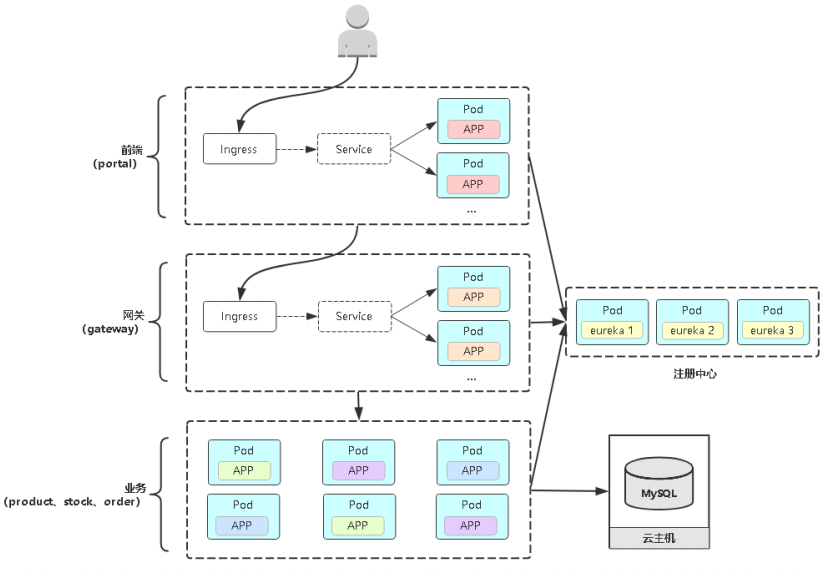 前端
(portal)
Ingress
Service
Pod
APP
Pod
APP
...
网关
(gateway)
Ingress
Service
Pod
APP
Pod
APP
...
Pod
eureka 1
Pod
eureka 2
Pod
eureka 3
注册中心
业务
(product、stock、order)
Pod
APP
Pod
APP
Pod
APP
Pod
APP
Pod
APP
Pod
APP
MySQL
云主机